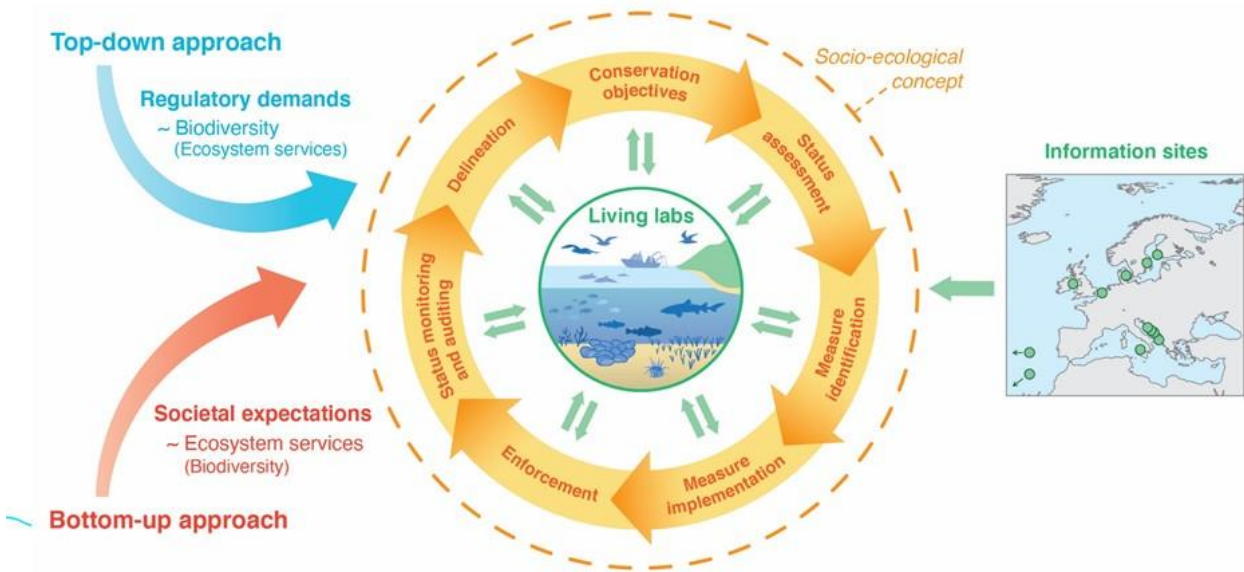 Top-down approach
Regulatory demands
~ Biodiversity
(Ecosystem services)
Societal expectations
~ Ecosystem services
(Biodiversity)
Bottom-up approach
Conservation
objectives
Status
assessment
Measure
identification
Measure
implementation
Enforcement
Status monitoring
and auditing
Delineation
Living labs
Socio-ecological
concept
Information sites